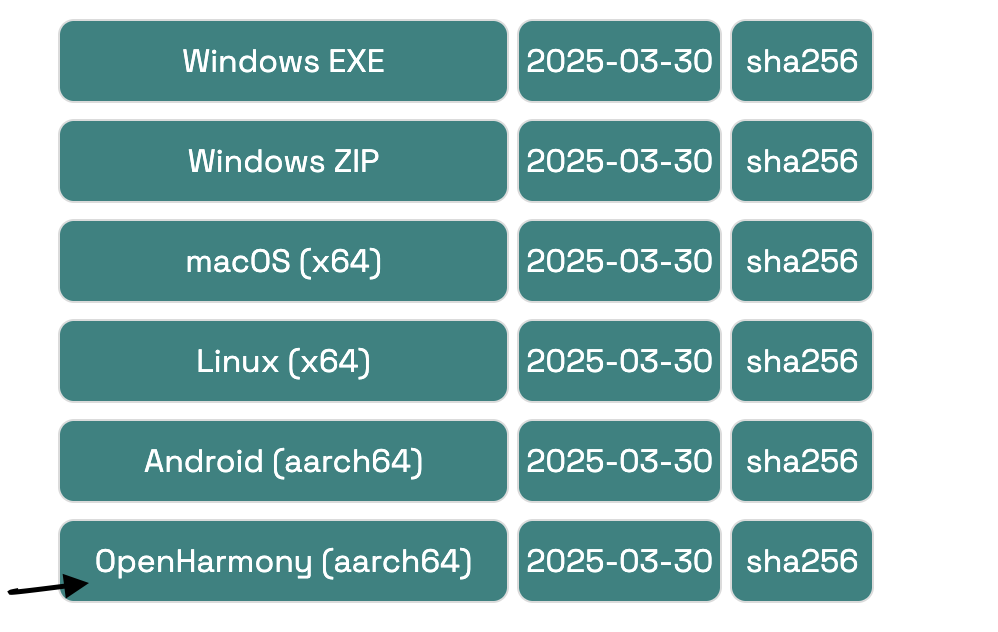 Windows EXE 2025-03-30 sha256
Windows ZIP 2025-03-30 sha256
macOS (x64) 2025-03-30 sha256
Linux (x64) 2025-03-30 sha256
Android (aarch64) 2025-03-30 sha256
OpenHarmony (aarch64) 2025-03-30 sha256